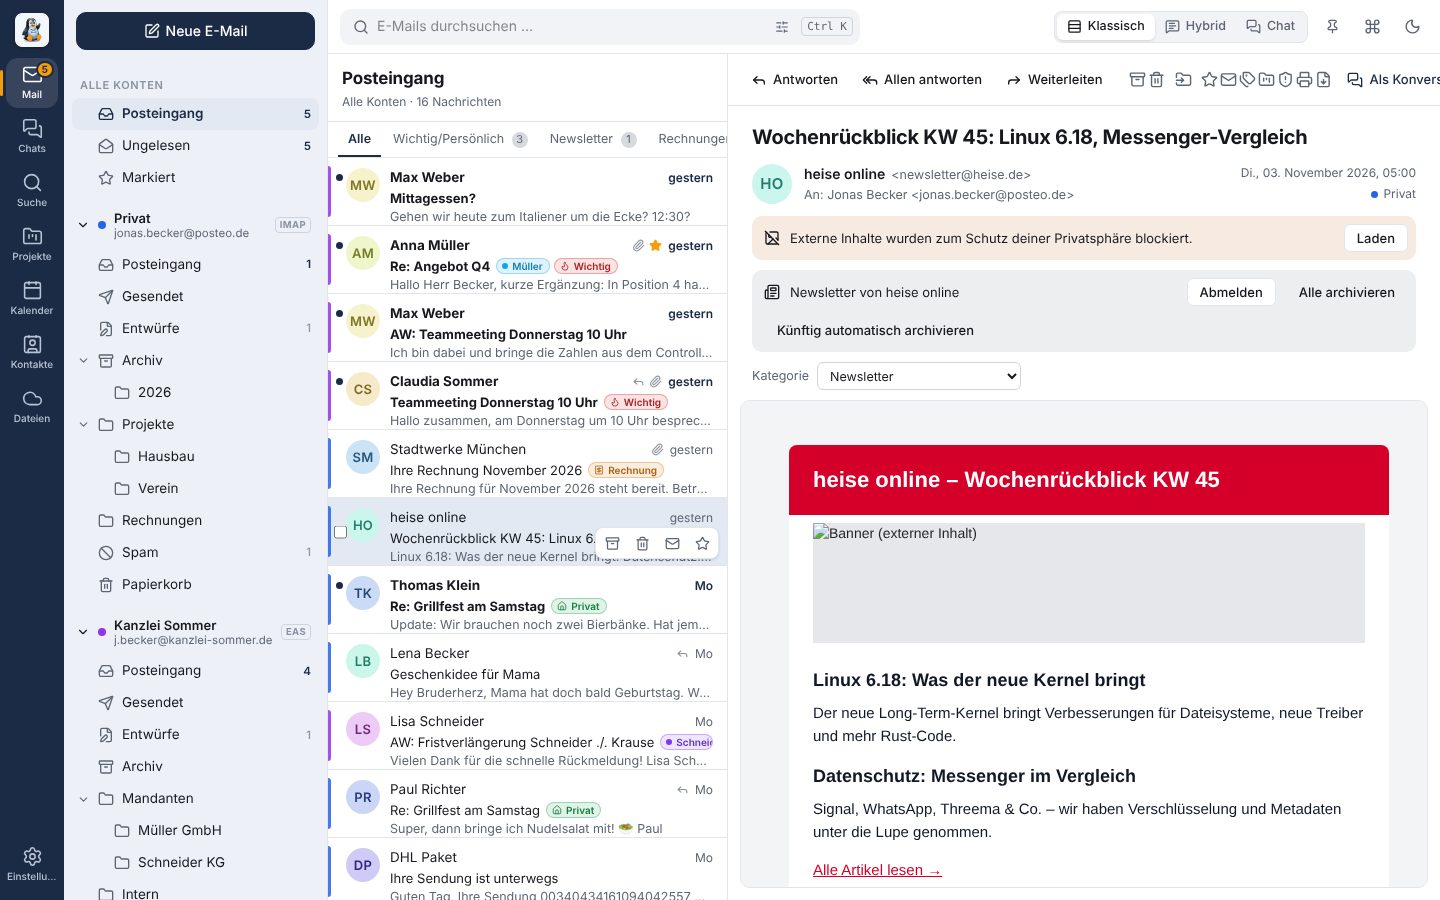 5
Mail
Chats
Suche
Projekte
Kalender
Kontakte
Dateien
Einstellu...
Neue E-Mail
ALLE KONTEN
Posteingang 5
Ungelesen 5
Markiert
Privat
jonas.becker@posteo.de
IMAP
Posteingang 1
Gesendet
Entwürfe 1
Archiv
2026
Projekte
Hausbau
Verein
Rechnungen
Spam 1
Papierkorb
Kanzlei Sommer
j.becker@kanzlei-sommer.de
EAS
Posteingang 4
Gesendet
Entwürfe 1
Archiv
Mandanten
Müller GmbH
Schneider KG
Intern
E-Mails durchsuchen ... Ctrl K
Klassisch Hybrid Chat
Posteingang
Alle Konten · 16 Nachrichten
Alle Wichtig/Persönlich 3 Newsletter 1 Rechnungen
MW
Max Weber gestern
Mittagessen?
Gehen wir heute zum Italiener um die Ecke? 12:30?
AM
Anna Müller gestern
Re: Angebot Q4 Müller Wichtig
Hallo Herr Becker, kurze Ergänzung: In Position 4 ha...
MW
Max Weber gestern
AW: Teammeeting Donnerstag 10 Uhr
Ich bin dabei und bringe die Zahlen aus dem Controll...
CS
Claudia Sommer gestern
Teammeeting Donnerstag 10 Uhr Wichtig
Hallo zusammen, am Donnerstag um 10 Uhr besprec...
SM
Stadtwerke München gestern
Ihre Rechnung November 2026 Rechnung
Ihre Rechnung für November 2026 steht bereit. Betr...
HO
heise online gestern
Wochenrückblick KW 45: Linux 6.
Linux 6.18: Was der neue Kernel bringt. Datenschutz:...
TK
Thomas Klein Mo
Re: Grillfest am Samstag Privat
Update: Wir brauchen noch zwei Bierbänke. Hat jem...
LB
Lena Becker Mo
Geschenkidee für Mama
Hey Bruderherz, Mama hat doch bald Geburtstag. W...
LS
Lisa Schneider Mo
AW: Fristverlängerung Schneider ./. Krause Schneid
Vielen Dank für die schnelle Rückmeldung! Lisa Sch...
PR
Paul Richter Mo
Re: Grillfest am Samstag Privat
Super, dann bringe ich Nudelsalat mit! 🥗 Paul
DP
DHL Paket Mo
Ihre Sendung ist unterwegs
Guten Tag, Ihre Sendung 00340434161094042557 ...
Antworten Allen antworten Weiterleiten Als Konvers
Wochenrückblick KW 45: Linux 6.18, Messenger-Vergleich
HO
heise online <newsletter@heise.de> Di., 03. November 2026, 05:00
An: Jonas Becker <jonas.becker@posteo.de> Privat
Externe Inhalte wurden zum Schutz deiner Privatsphäre blockiert. Laden
Newsletter von heise online Abmelden Alle archivieren
Künftig automatisch archivieren
Kategorie Newsletter
heise online – Wochenrückblick KW 45
Banner (externer Inhalt)
Linux 6.18: Was der neue Kernel bringt
Der neue Long-Term-Kernel bringt Verbesserungen für Dateisysteme, neue Treiber
und mehr Rust-Code.
Datenschutz: Messenger im Vergleich
Signal, WhatsApp, Threema & Co. – wir haben Verschlüsselung und Metadaten
unter die Lupe genommen.
Alle Artikel lesen →